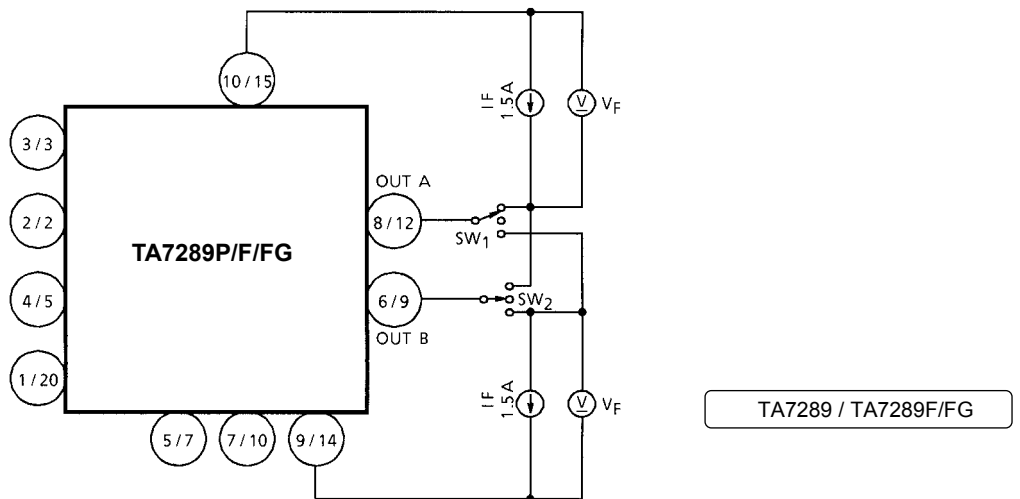 10 / 15
IF
1.5A
V
VF
3 / 3
OUT A
2 / 2
8 / 12
SW1
TA7289P/F/FG
4 / 5
6 / 9
SW2
OUT B
1 / 20
IF
1.5A
V
VF
TA7289 / TA7289F/FG
5 / 7
7 / 10
9 / 14